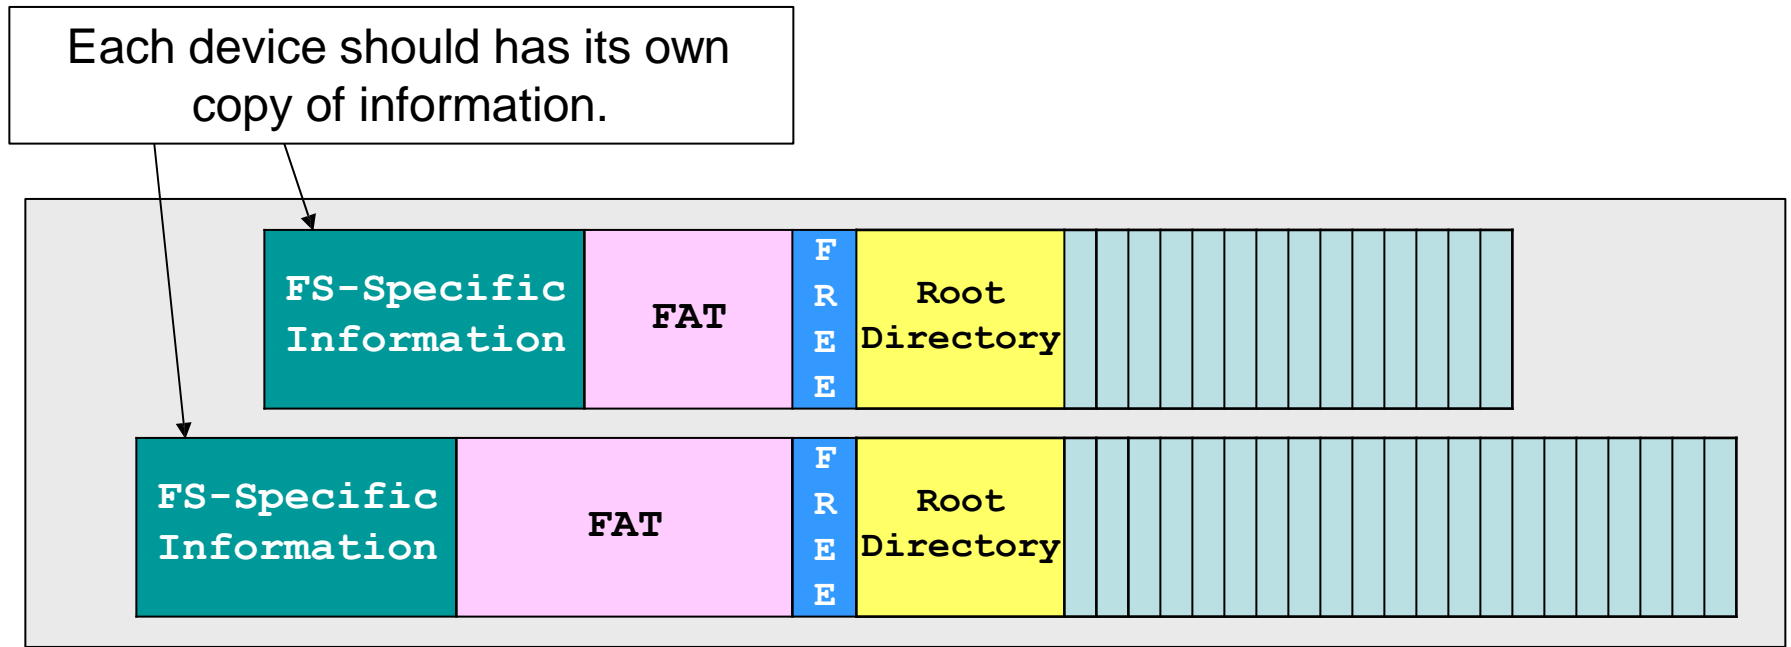 Each device should has its own
copy of information.
FS-Specific
Information
FAT
F
R
E
E
Root
Directory
FS-Specific
Information
FAT
F
R
E
E
Root
Directory